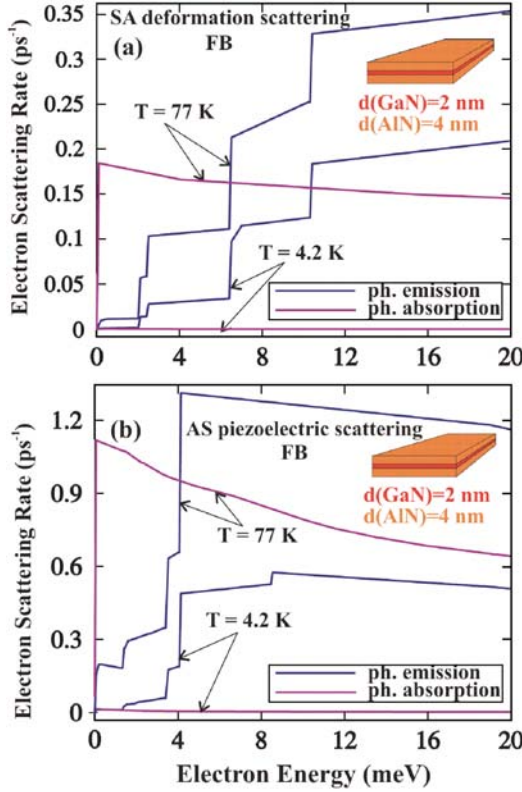 SA deformation scattering
(a)
FB
d(GaN)=2 nm
d(AlN)=4 nm
T = 77 K
T = 4.2 K
ph. emission
ph. absorption
Electron Scattering Rate (ps⁻¹)
0.35
0.3
0.25
0.2
0.15
0.1
0.05
0
0 4 8 12 16 20
(b)
AS piezoelectric scattering
FB
d(GaN)=2 nm
d(AlN)=4 nm
T = 77 K
T = 4.2 K
ph. emission
ph. absorption
Electron Scattering Rate (ps⁻¹)
1.2
0.9
0.6
0.3
0
0 4 8 12 16 20
Electron Energy (meV)